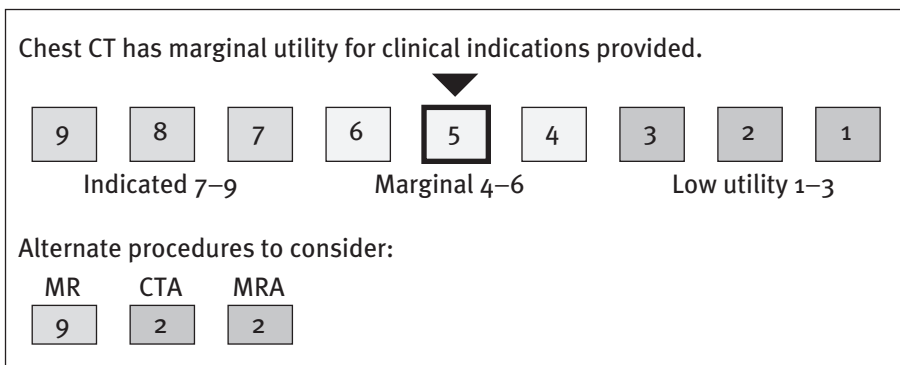 Chest CT has marginal utility for clinical indications provided.
9 8 7 6 5 4 3 2 1
Indicated 7–9 Marginal 4–6 Low utility 1–3
Alternate procedures to consider:
MR CTA MRA
9 2 2